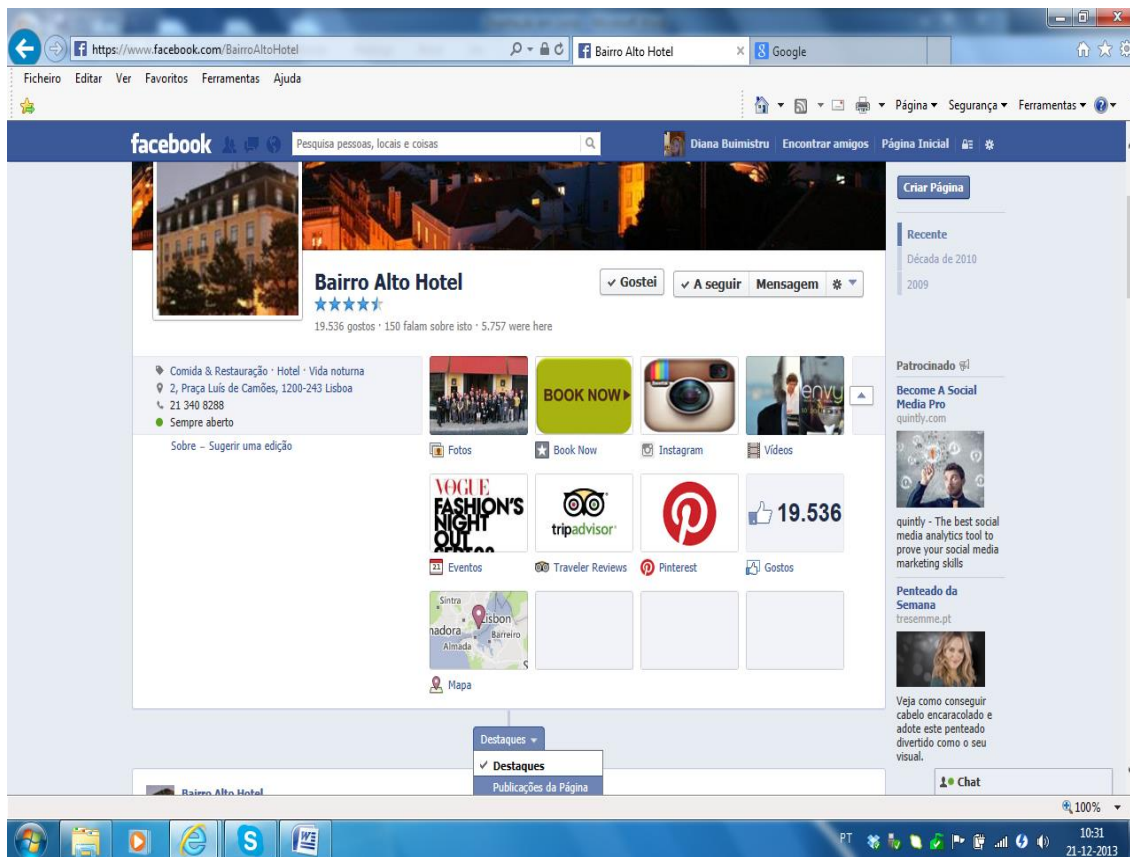 https://www.facebook.com/BairroAltoHotel
Bairro Alto Hotel
Google
Ficheiro Editar Ver Favoritos Ferramentas Ajuda
Página Segurança Ferramentas
facebook
Pesquisa pessoas, locais e coisas
Diana Buimistru Encontrar amigos Página Inicial
Criar Página
Recente
Década de 2010
2009
Bairro Alto Hotel
✓ Gostei ✓ A seguir Mensagem
19.536 gostos · 150 falam sobre isto · 5.757 were here
Comida & Restauração · Hotel · Vida noturna
2, Praça Luís de Camões, 1200-243 Lisboa
21 340 8288
Sempre aberto
Sobre – Sugerir uma edição
BOOK NOW
envy
Fotos Book Now Instagram Vídeos
VOGUE
FASHION'S
NIGHT
OUT
tripadvisor
19.536
21 Eventos Traveler Reviews Pinterest Gostos
Sintra
Lisbon
Barreiro
Almada
Mapa
Patrocinado
Become A Social
Media Pro
quintly.com
quintly - The best social
media analytics tool to
prove your social media
marketing skills
Penteado da
Semana
tresemme.pt
Veja como conseguir
cabelo encaracolado e
adote este penteado
divertido como o seu
visual.
Destaques
✓ Destaques
Publicações da Página
Bairro Alto Hotel
Chat
100%
PT
10:31
21-12-2013